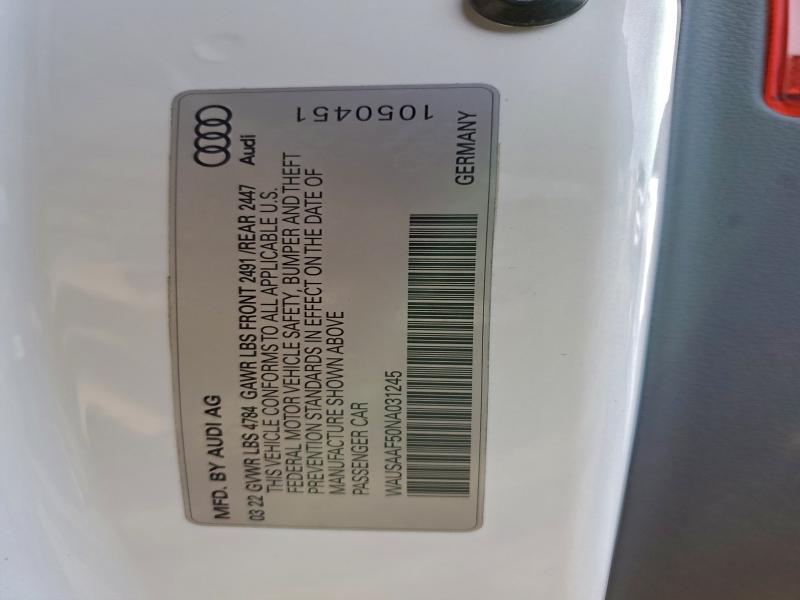 MFD. BY AUDI AG
03 22 GVWR LBS 4784 GAWR LBS FRONT 2491 /REAR 2447
THIS VEHICLE CONFORMS TO ALL APPLICABLE U.S.
FEDERAL MOTOR VEHICLE SAFETY, BUMPER AND THEFT
PREVENTION STANDARDS IN EFFECT ON THE DATE OF
MANUFACTURE SHOWN ABOVE
PASSENGER CAR
WAUSAAF50NA031245
Audi
1050451
GERMANY